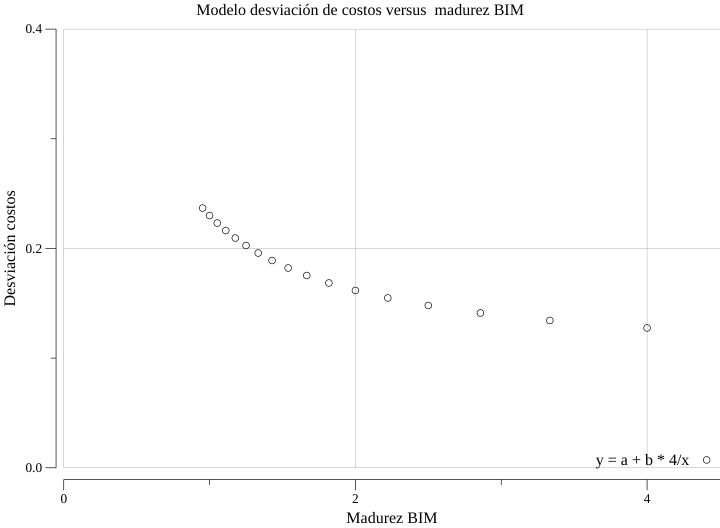 Modelo desviación de costos versus  madurez BIM
0.4
0.2
0.0
Desviación costos
y = a + b * 4/x
0 2 4
Madurez BIM